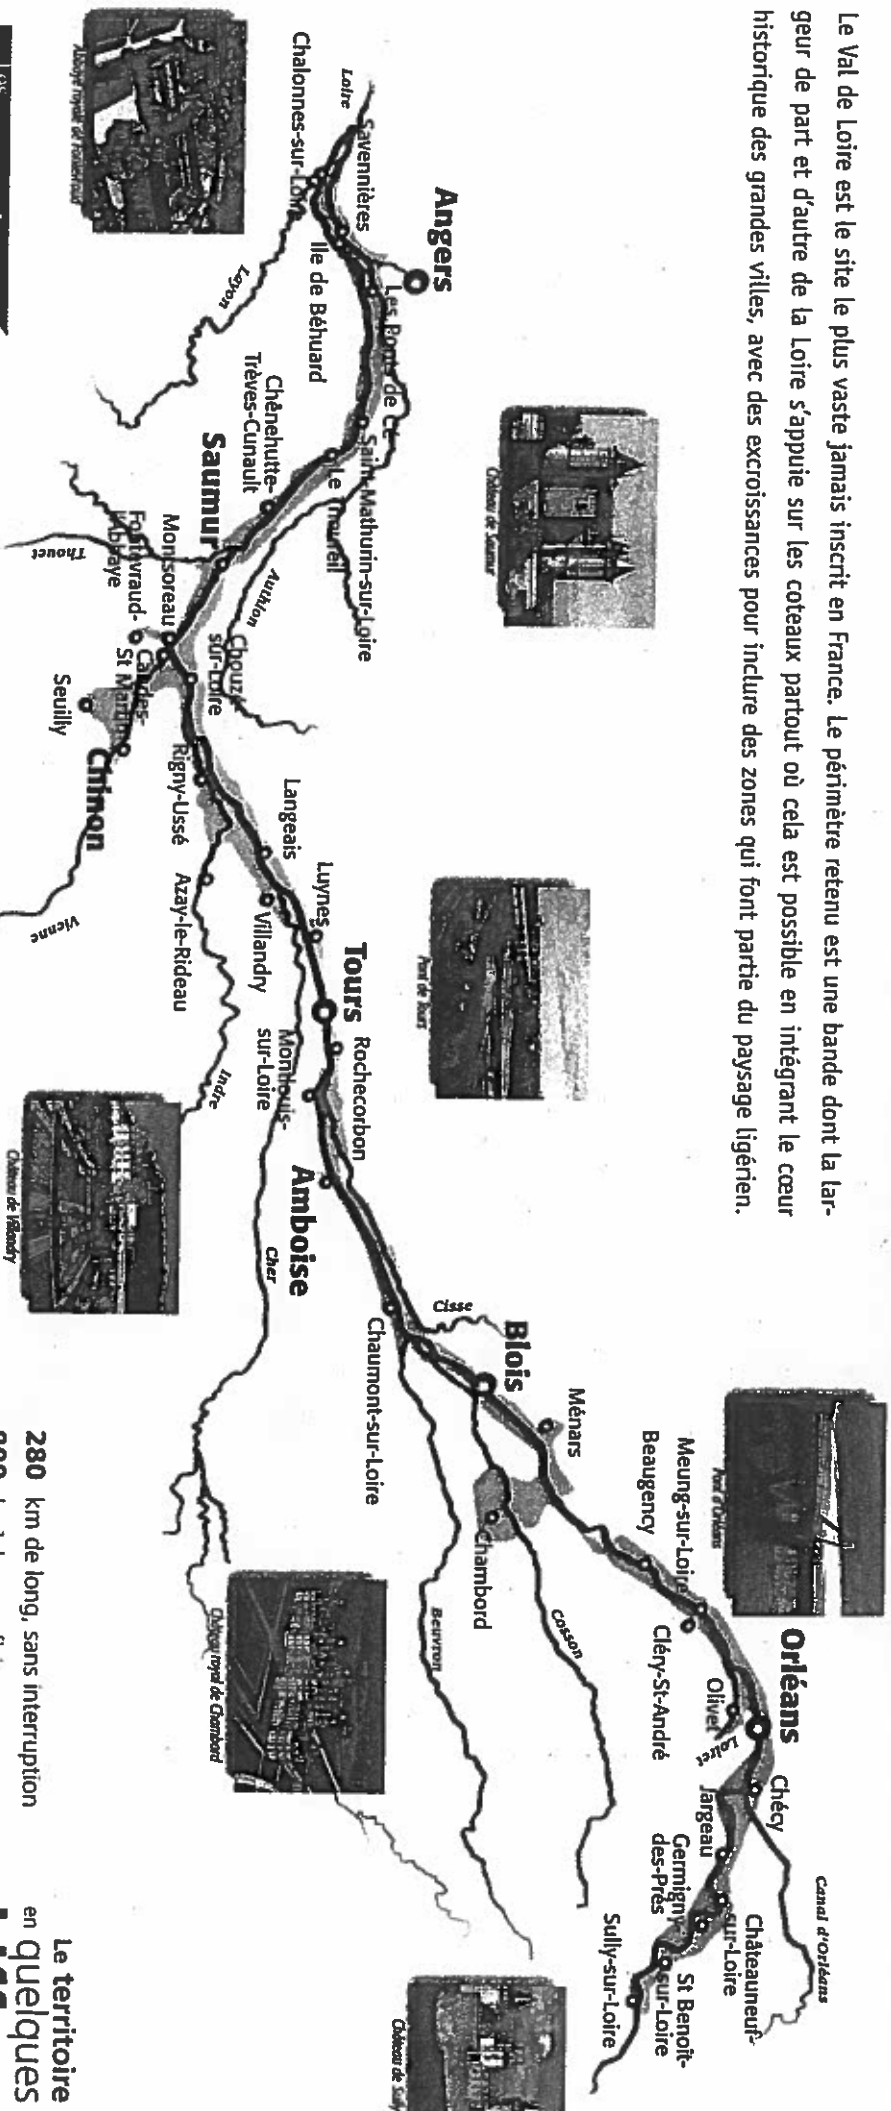 Le Val de Loire est le site le plus vaste jamais inscrit en France. Le périmètre retenu est une bande dont la lar-
geur de part et d'autre de la Loire s'appuie sur les coteaux partout où cela est possible en intégrant le cœur
historique des grandes villes, avec des excroissances pour inclure des zones qui font partie du paysage ligérien.
Pont d'Orléans
Orléans
Chécy
Canal d'Orléans
Châteauneuf-
sur-Loire
Olivet
Loiret
Jargeau
Germigny-
des-Prés
St Benoît-
sur-Loire
Sully-sur-Loire
Meung-sur-Loire
Beaugency
Cléry-St-André
Ménars
Blois
Chambord
Cosson
Beuvron
Cisse
Chaumont-sur-Loire
Château de Saumur
Pont de Tours
Angers
Loire
Savennières
Chalonnes-sur-Loire
Ile de Béhuard
Les Ponts de Cé
Saint-Mathurin-sur-Loire
Le Thoureil
Layon
Chênehutte-
Trèves-Cunault
Saumur
Authion
Chouzé-
sur-Loire
Montsoreau
Fontevraud-
l'Abbaye
Thouet
Candes-
St Martin
Seuilly
Chinon
Vienne
Rigny-Ussé
Langeais
Azay-le-Rideau
Villandry
Luynes
Tours
Rochecorbon
Montlouis-
sur-Loire
Indre
Amboise
Cher
Abbaye royale de Fontevraud
Château de Villandry
Château royal de Chambord
Château de Sully
280 km de long, sans interruption
Le territoire
en quelques